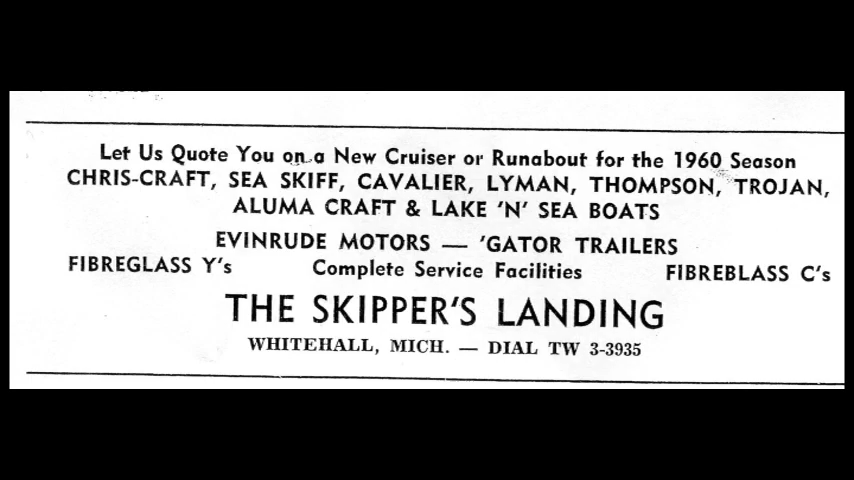 Let Us Quote You on a New Cruiser or Runabout for the 1960 Season
CHRIS-CRAFT, SEA SKIFF, CAVALIER, LYMAN, THOMPSON, TROJAN,
ALUMA CRAFT & LAKE 'N' SEA BOATS
EVINRUDE MOTORS — 'GATOR TRAILERS
FIBREGLASS Y's Complete Service Facilities FIBREBLASS C's
THE SKIPPER'S LANDING
WHITEHALL, MICH. — DIAL TW 3-3935